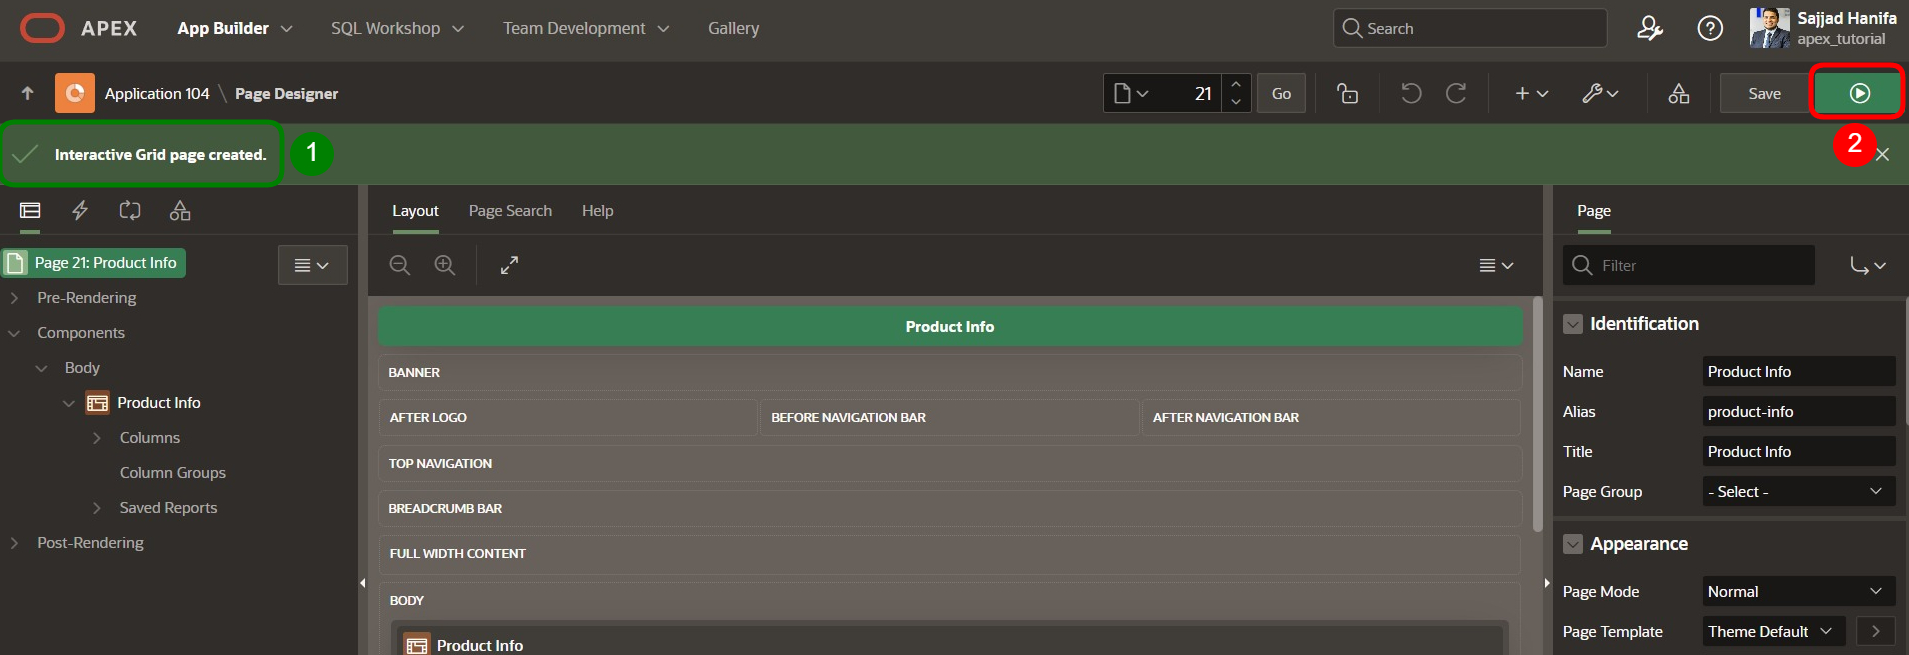 APEX App Builder SQL Workshop Team Development Gallery Search Sajjad Hanifa
apex_tutorial
Application 104 \ Page Designer 21 Go Save
Interactive Grid page created. 1 2
Layout Page Search Help Page
Page 21: Product Info Filter
Pre-Rendering
Components
Body
Product Info
Columns
Column Groups
Saved Reports
Post-Rendering
Product Info
BANNER
AFTER LOGO BEFORE NAVIGATION BAR AFTER NAVIGATION BAR
TOP NAVIGATION
BREADCRUMB BAR
FULL WIDTH CONTENT
BODY
Product Info
Identification
Name Product Info
Alias product-info
Title Product Info
Page Group - Select -
Appearance
Page Mode Normal
Page Template Theme Default